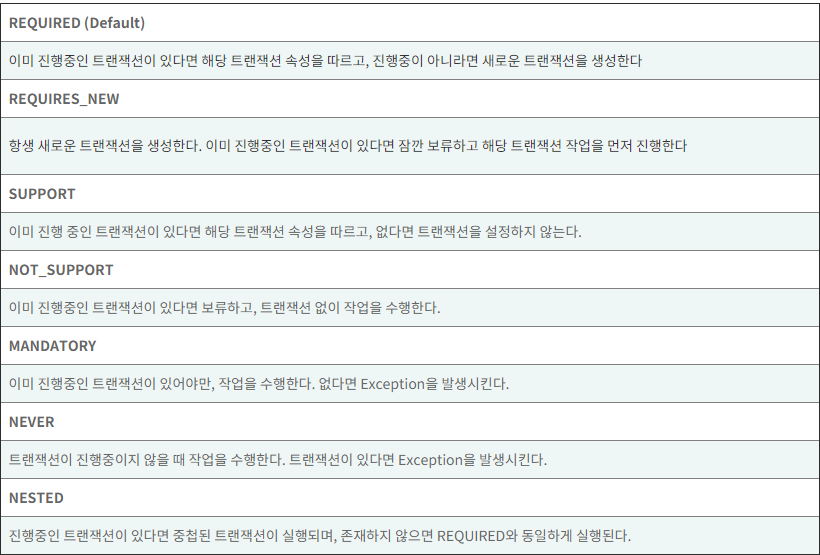 REQUIRED (Default)
이미 진행중인 트랜잭션이 있다면 해당 트랜잭션 속성을 따르고, 진행중이 아니라면 새로운 트랜잭션을 생성한다
REQUIRES_NEW
항생 새로운 트랜잭션을 생성한다. 이미 진행중인 트랜잭션이 있다면 잠깐 보류하고 해당 트랜잭션 작업을 먼저 진행한다
SUPPORT
이미 진행 중인 트랜잭션이 있다면 해당 트랜잭션 속성을 따르고, 없다면 트랜잭션을 설정하지 않는다.
NOT_SUPPORT
이미 진행중인 트랜잭션이 있다면 보류하고, 트랜잭션 없이 작업을 수행한다.
MANDATORY
이미 진행중인 트랜잭션이 있어야만, 작업을 수행한다. 없다면 Exception을 발생시킨다.
NEVER
트랜잭션이 진행중이지 않을 때 작업을 수행한다. 트랜잭션이 있다면 Exception을 발생시킨다.
NESTED
진행중인 트랜잭션이 있다면 중첩된 트랜잭션이 실행되며, 존재하지 않으면 REQUIRED와 동일하게 실행된다.